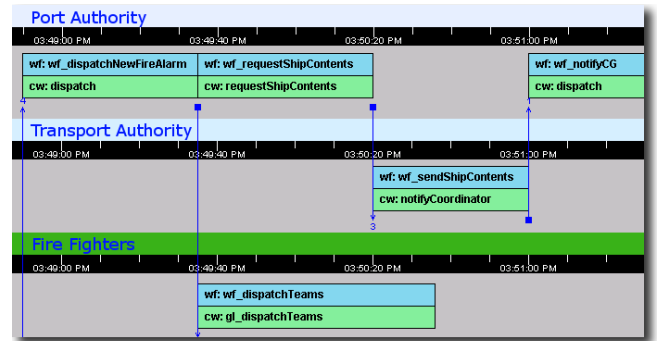 Port Authority
03:49:00 PM 03:49:40 PM 03:50:20 PM 03:51:00 PM
wf: wf_dispatchNewFireAlarm wf: wf_requestShipContents wf: wf_notifyCG
cw: dispatch cw: requestShipContents cw: dispatch
4 1
Transport Authority
03:49:00 PM 03:49:40 PM 03:50:20 PM 03:51:00 PM
wf: wf_sendShipContents
cw: notifyCoordinator
3
Fire Fighters
03:49:00 PM 03:49:40 PM 03:50:20 PM 03:51:00 PM
wf: wf_dispatchTeams
cw: gl_dispatchTeams